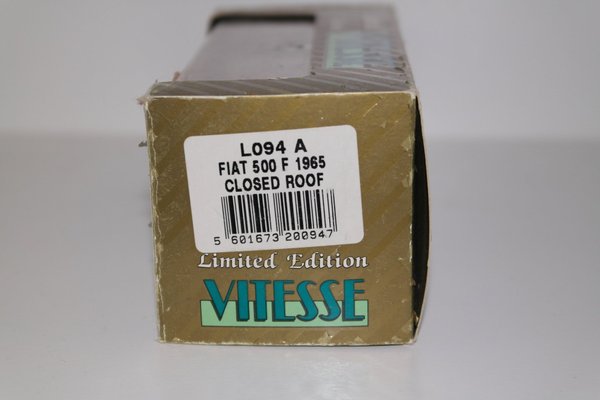 L094 A
FIAT 500 F 1965
CLOSED ROOF
5 601673 200947
Limited Edition
VITESSE